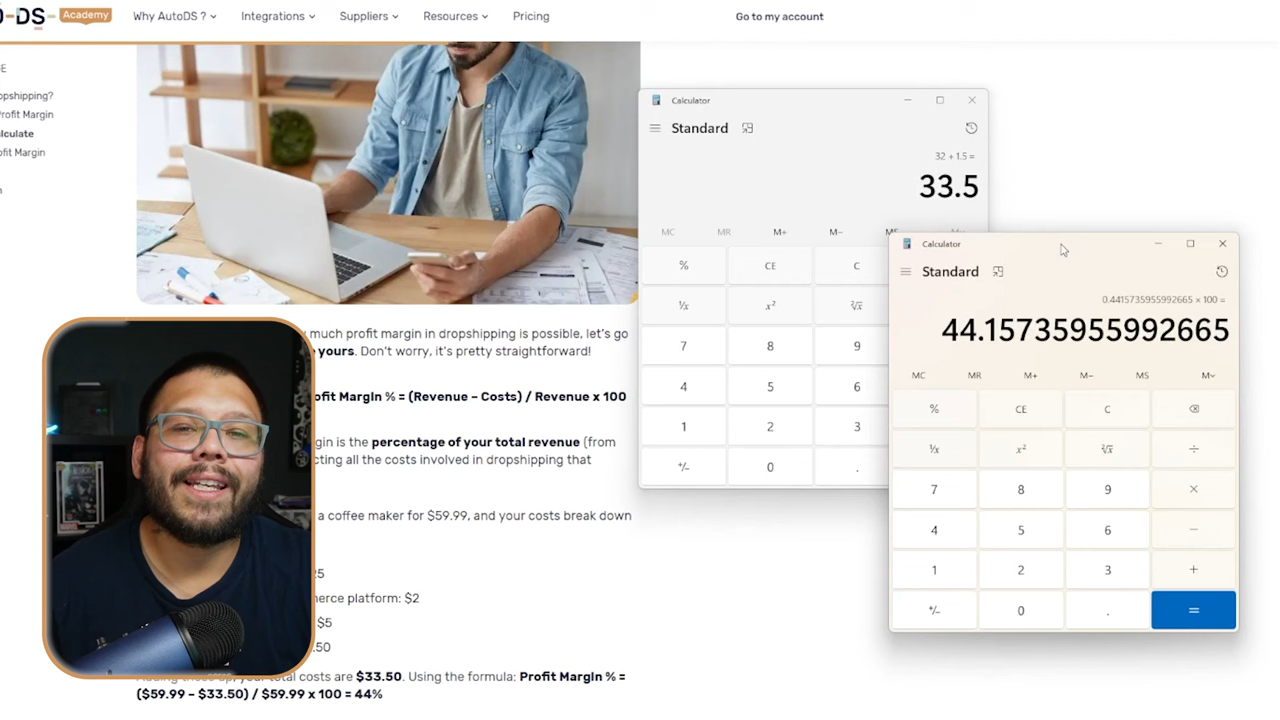 -DS Academy
Why AutoDS ?
Integrations
Suppliers
Resources
Pricing
Go to my account
opshipping?
Profit Margin
lculate
ofit Margin
much profit margin in dropshipping is possible, let's go
e yours. Don't worry, it's pretty straightforward!
ofit Margin % = (Revenue – Costs) / Revenue x 100
gin is the percentage of your total revenue (from
cting all the costs involved in dropshipping that
a coffee maker for $59.99, and your costs break down
25
merce platform: $2
$5
.50
your total costs are $33.50. Using the formula: Profit Margin % =
($59.99 – $33.50) / $59.99 x 100 = 44%
Calculator
Standard
32 + 1.5 =
33.5
MC MR M+ M− MS
% CE C
⅟x x² ²√x
7 8 9
4 5 6
1 2 3
+/− 0 .
Calculator
Standard
0.4415735955992665 × 100 =
44.15735955992665
MC MR M+ M− MS M˅
% CE C
⅟x x² ²√x ÷
7 8 9 ×
4 5 6 −
1 2 3 +
+/− 0 . =